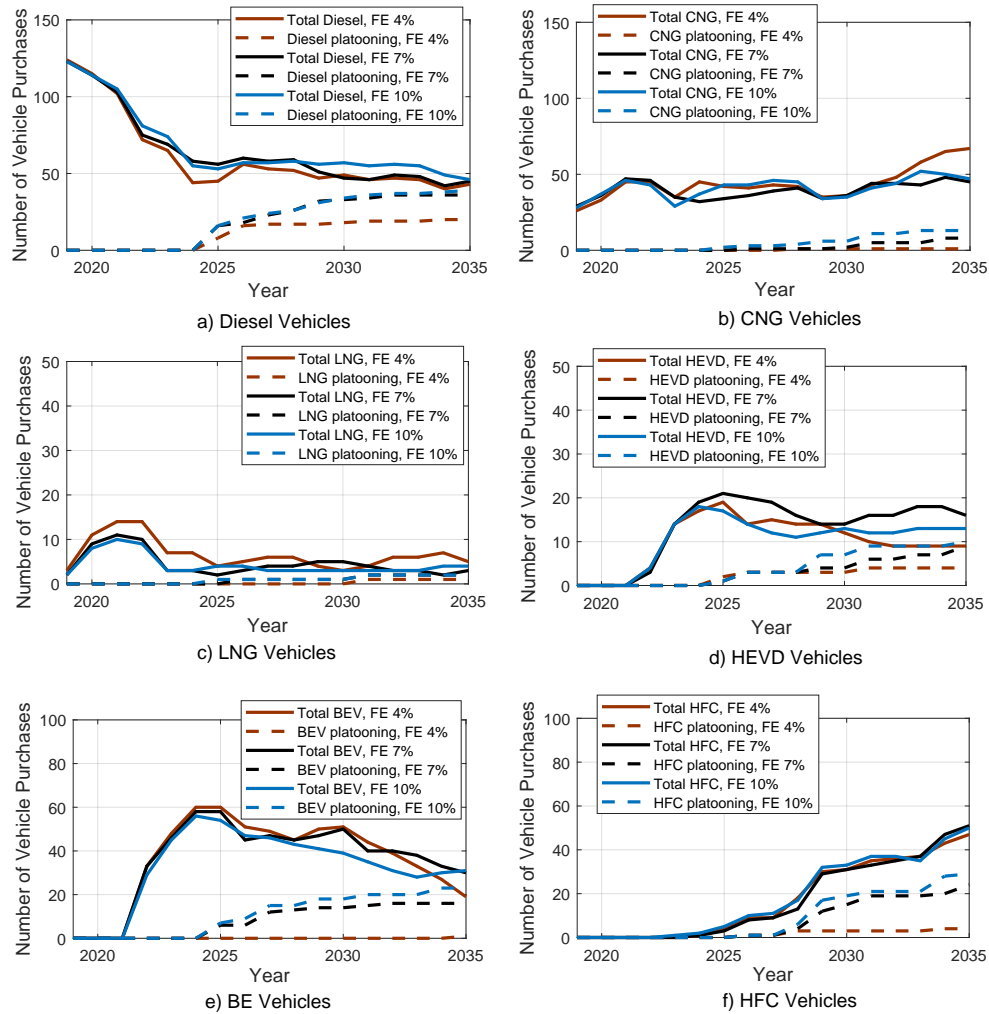 Number of Vehicle Purchases
150
100
50
0
Total Diesel, FE 4%
Diesel platooning, FE 4%
Total Diesel, FE 7%
Diesel platooning, FE 7%
Total Diesel, FE 10%
Diesel platooning, FE 10%
2020
2025
2030
2035
Year
a) Diesel Vehicles
Number of Vehicle Purchases
150
100
50
0
Total CNG, FE 4%
CNG platooning, FE 4%
Total CNG, FE 7%
CNG platooning, FE 7%
Total CNG, FE 10%
CNG platooning, FE 10%
2020
2025
2030
2035
Year
b) CNG Vehicles
Number of Vehicle Purchases
50
40
30
20
10
0
Total LNG, FE 4%
LNG platooning, FE 4%
Total LNG, FE 7%
LNG platooning, FE 7%
Total LNG, FE 10%
LNG platooning, FE 10%
2020
2025
2030
2035
Year
c) LNG Vehicles
Number of Vehicle Purchases
50
40
30
20
10
0
Total HEVD, FE 4%
HEVD platooning, FE 4%
Total HEVD, FE 7%
HEVD platooning, FE 7%
Total HEVD, FE 10%
HEVD platooning, FE 10%
2020
2025
2030
2035
Year
d) HEVD Vehicles
Number of Vehicle Purchases
100
80
60
40
20
0
Total BEV, FE 4%
BEV platooning, FE 4%
Total BEV, FE 7%
BEV platooning, FE 7%
Total BEV, FE 10%
BEV platooning, FE 10%
2020
2025
2030
2035
Year
e) BE Vehicles
Number of Vehicle Purchases
100
80
60
40
20
0
Total HFC, FE 4%
HFC platooning, FE 4%
Total HFC, FE 7%
HFC platooning, FE 7%
Total HFC, FE 10%
HFC platooning, FE 10%
2020
2025
2030
2035
Year
f) HFC Vehicles